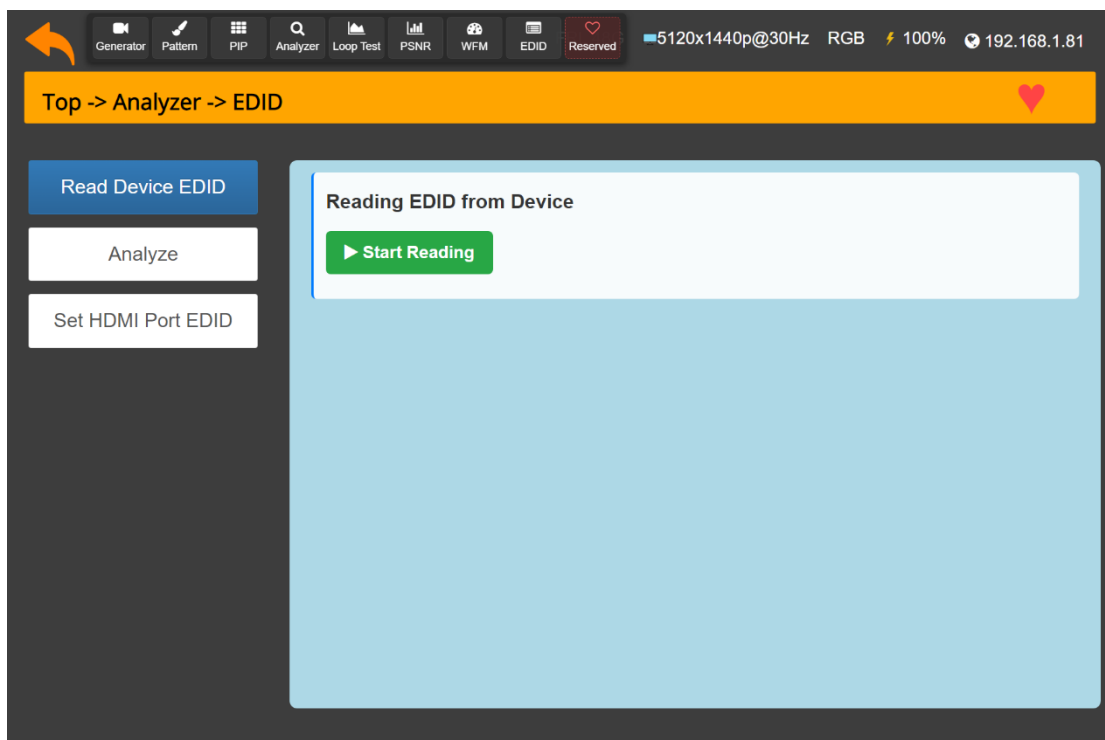 Generator Pattern PIP Analyzer Loop Test PSNR WFM EDID Reserved 5120x1440p@30Hz RGB 100% 192.168.1.81
Top -> Analyzer -> EDID
Read Device EDID
Analyze
Set HDMI Port EDID
Reading EDID from Device
Start Reading